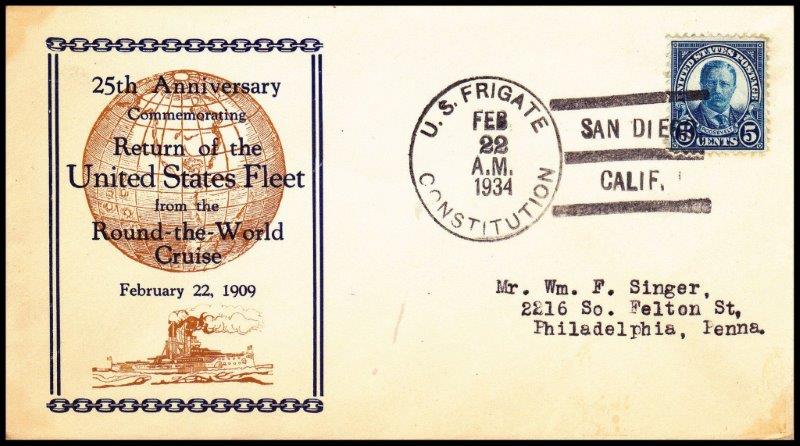 25th Anniversary
Commemorating
Return of the
United States Fleet
from the
Round-the-World
Cruise
February 22, 1909
U.S. FRIGATE
CONSTITUTION
FEB
22
A.M.
1934
SAN DIE
CALIF.
UNITED STATES POSTAGE
ROOSEVELT
5 CENTS 5
Mr. Wm. F. Singer,
2216 So. Felton St,
Philadelphia, Penna.